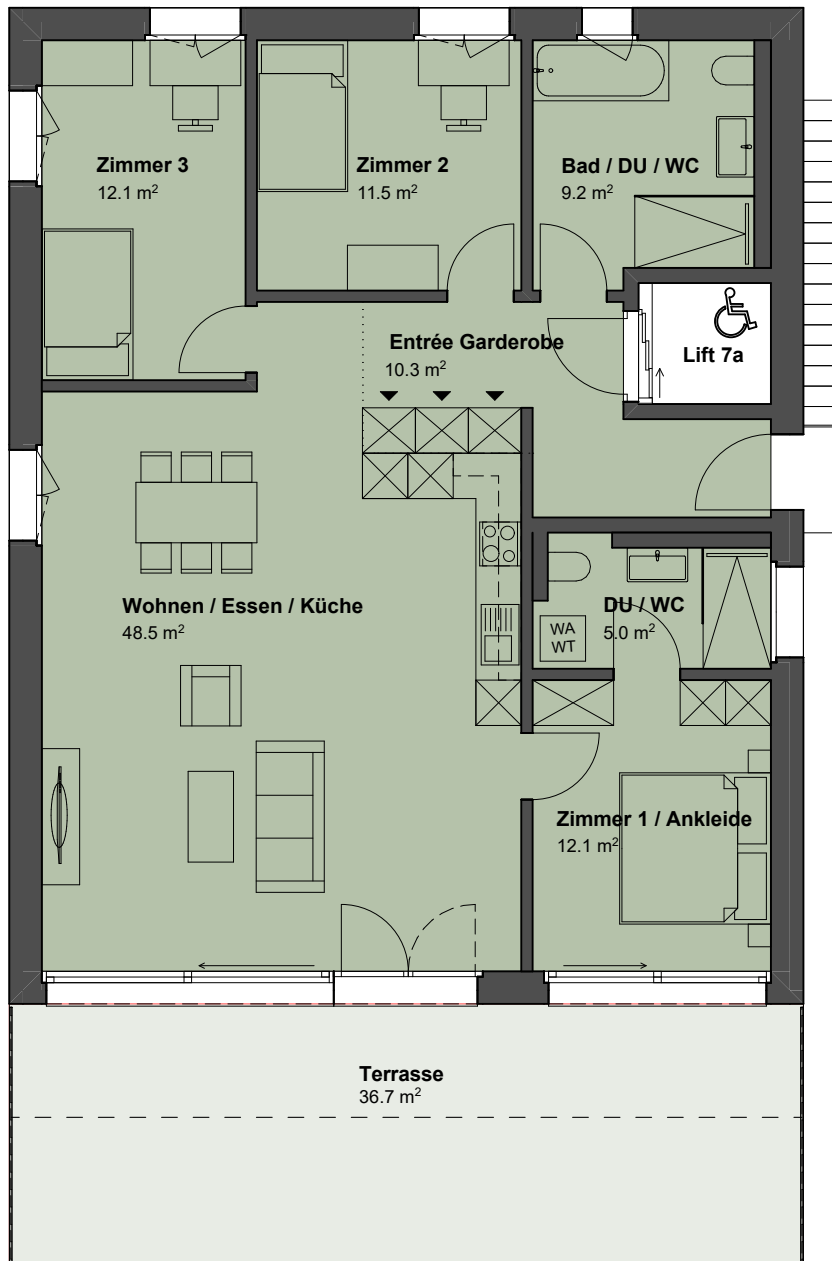 Zimmer 3
12.1 m²
Zimmer 2
11.5 m²
Bad / DU / WC
9.2 m²
Entrée Garderobe
10.3 m²
Lift 7a
Wohnen / Essen / Küche
48.5 m²
DU / WC
5.0 m²
WA
WT
Zimmer 1 / Ankleide
12.1 m²
Terrasse
36.7 m²